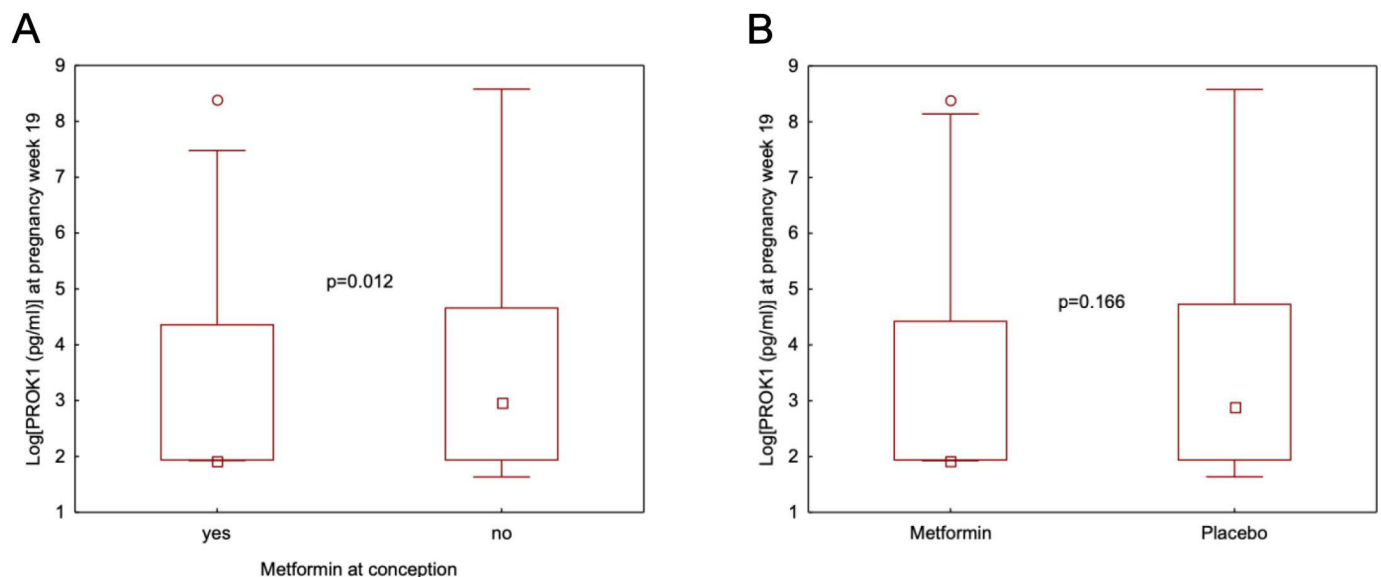 A
Log[PROK1 (pg/ml)] at pregnancy week 19
9
8
7
6
5
4
3
2
1
p=0.012
yes no
Metformin at conception
B
Log[PROK1 (pg/ml)] at pregnancy week 19
9
8
7
6
5
4
3
2
1
p=0.166
Metformin Placebo